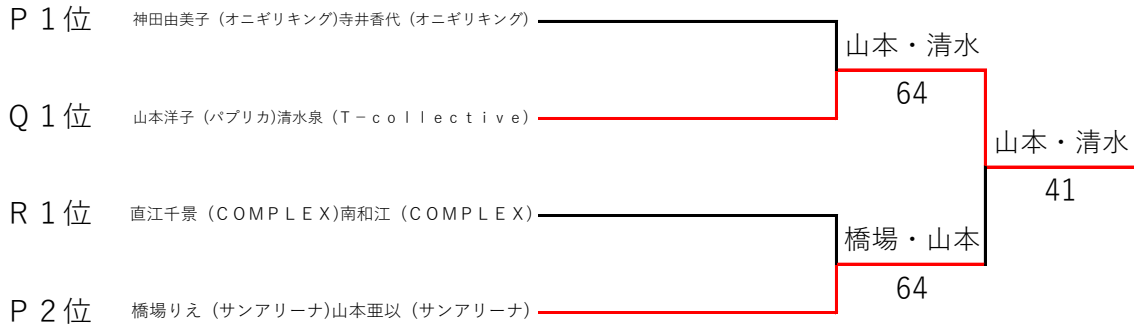 P１位 神田由美子（オニギリキング)寺井香代（オニギリキング）
山本・清水
64
Q１位 山本洋子（パプリカ)清水泉（Ｔ－ｃｏｌｌｅｃｔｉｖｅ）
山本・清水
41
R１位 直江千景（ＣＯＭＰＬＥＸ)南和江（ＣＯＭＰＬＥＸ）
橋場・山本
64
P２位 橋場りえ（サンアリーナ)山本亜以（サンアリーナ）